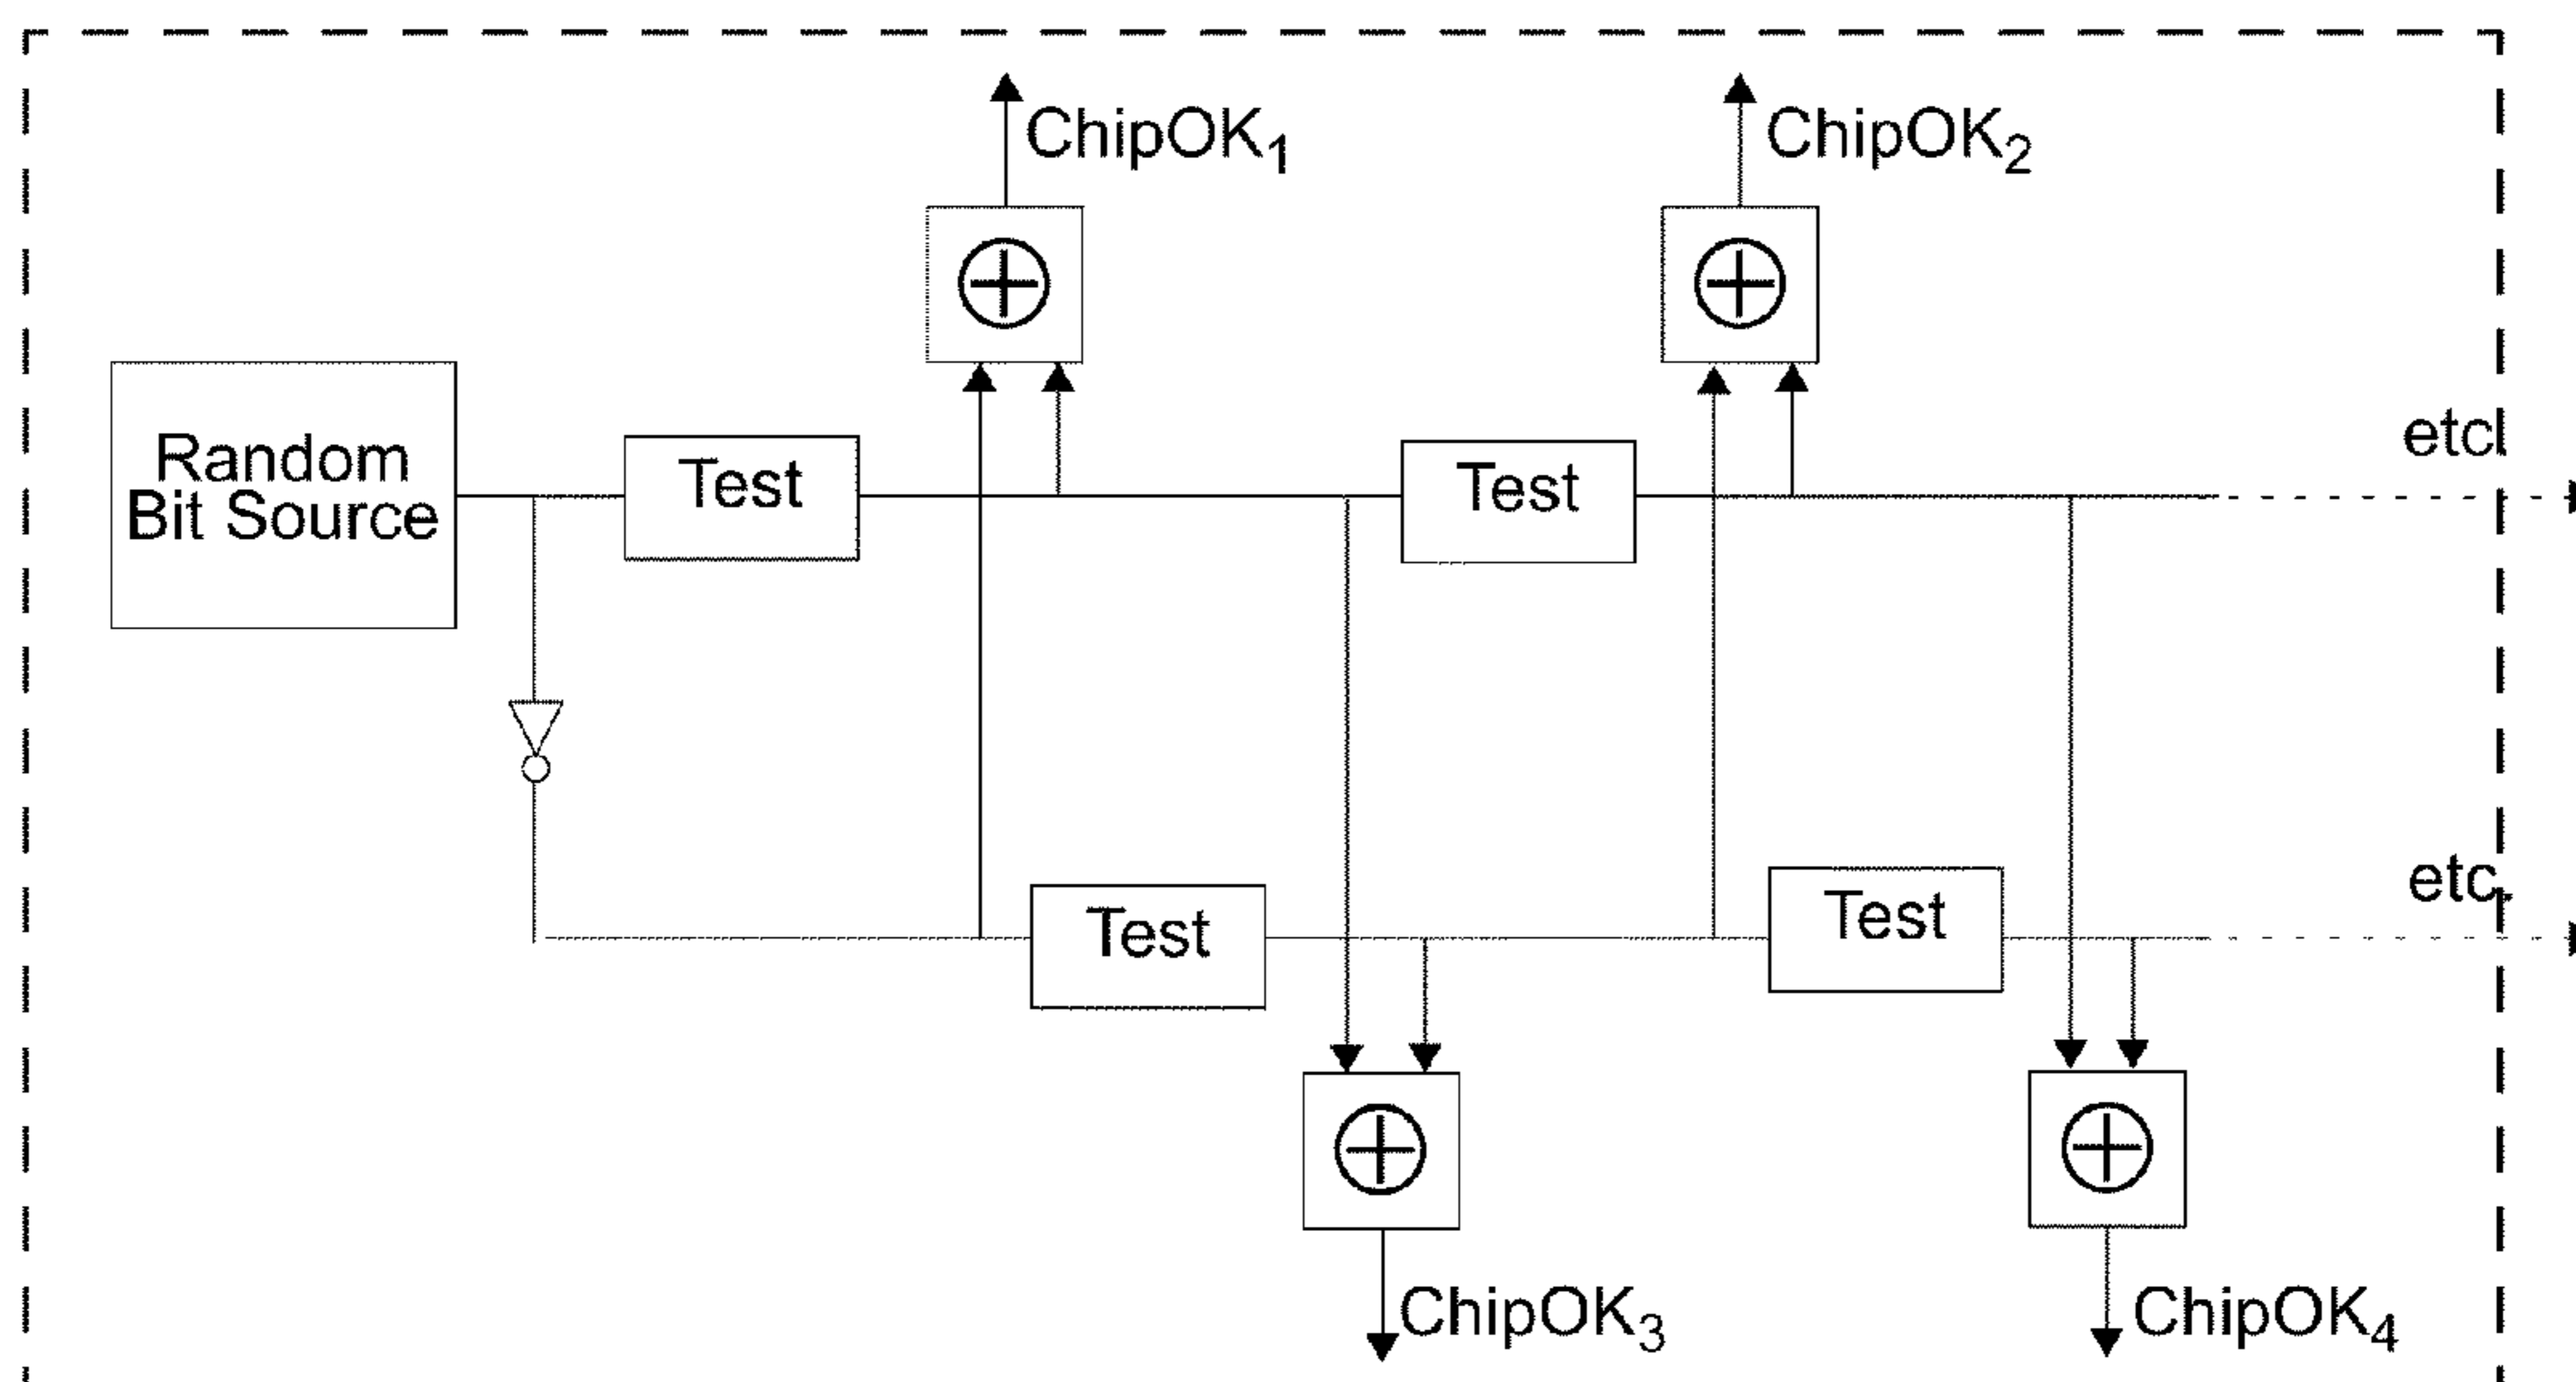 ChipOK1
ChipOK2
Random
Bit Source
Test
Test
etc.
Test
Test
etc.
ChipOK3
ChipOK4